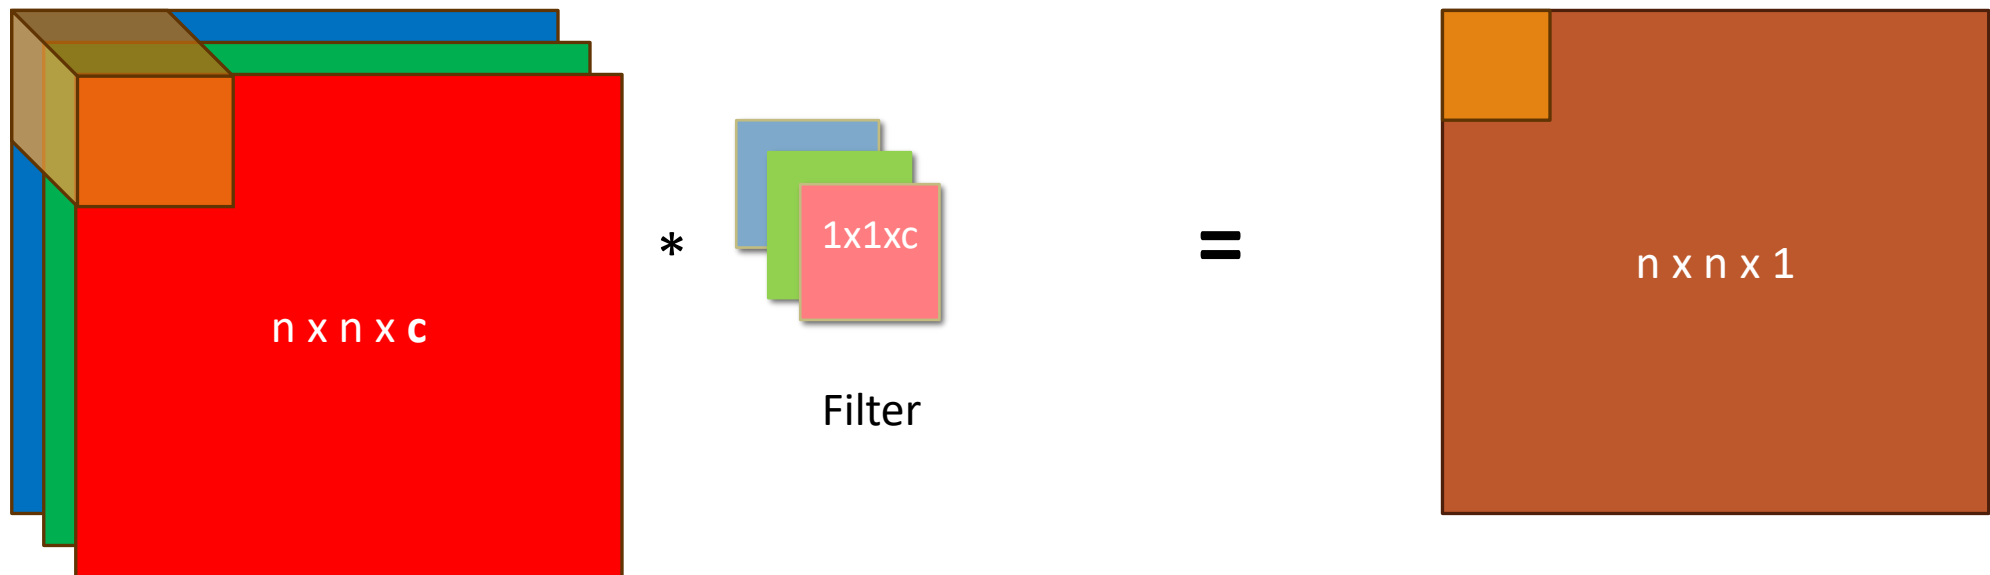 n x n x c
*
1x1xc
Filter
=
n x n x 1